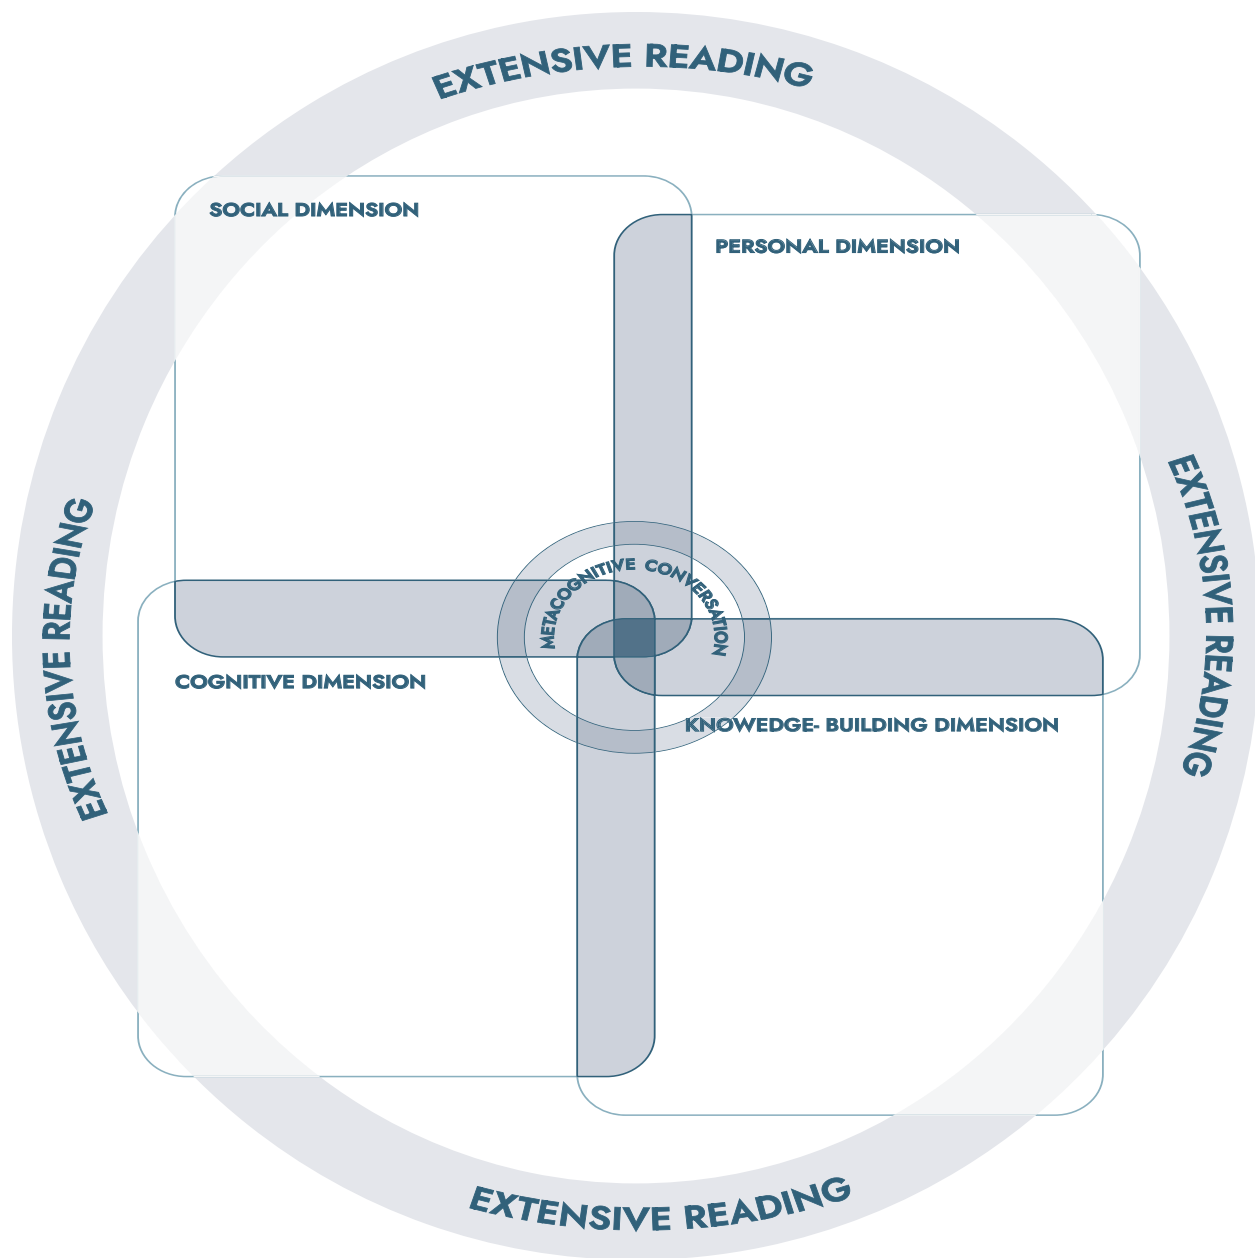 EXTENSIVE READING
SOCIAL DIMENSION
PERSONAL DIMENSION
EXTENSIVE READING
EXTENSIVE READING
METACOGNITIVE CONVERSATION
COGNITIVE DIMENSION
KNOWEDGE- BUILDING DIMENSION
EXTENSIVE READING